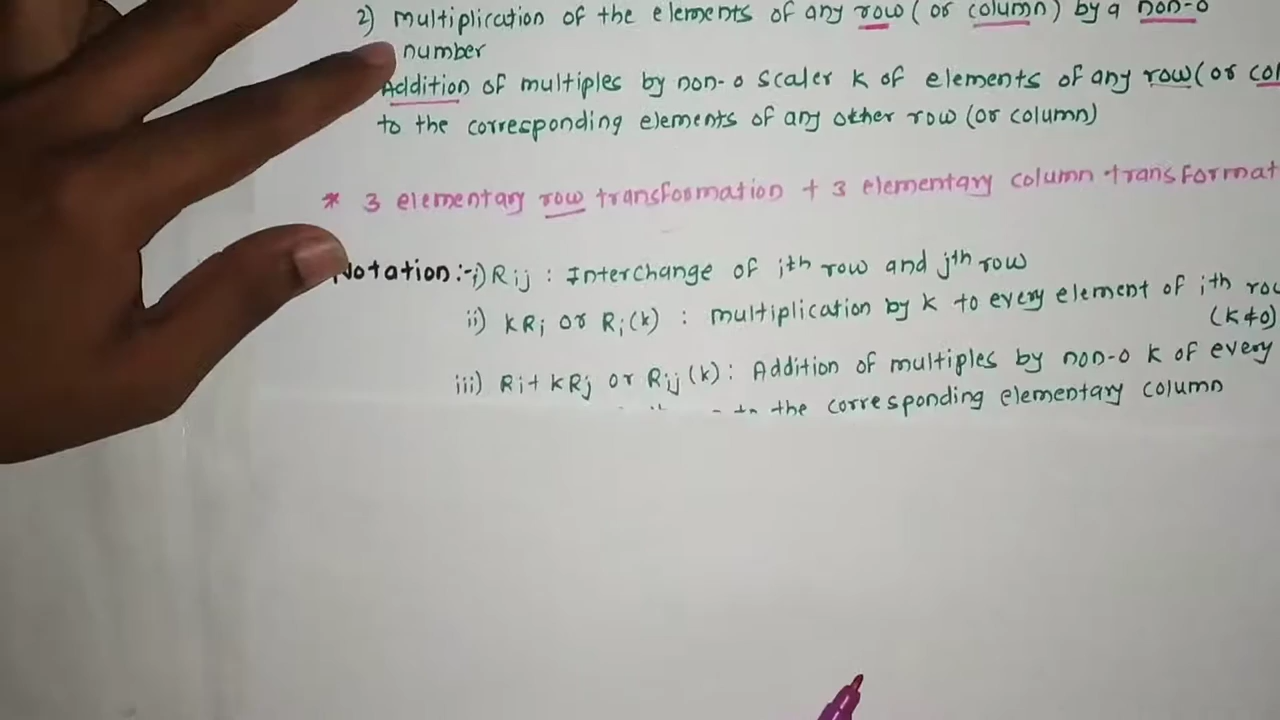 2) multiplication of the elements of any row (or column) by a non-0
number
Addition of multiples by non-0 scaler k of elements of any row (or col
to the corresponding elements of any other row (or column)
* 3 elementary row transformation + 3 elementary column transformat
Notation :- i) Rij : Interchange of ith row and jth row
ii) kRi or Ri(k) : multiplication by k to every element of ith row
(k≠0)
iii) Ri + kRj or Rij(k) : Addition of multiples by non-0 k of every
to the corresponding elementary column